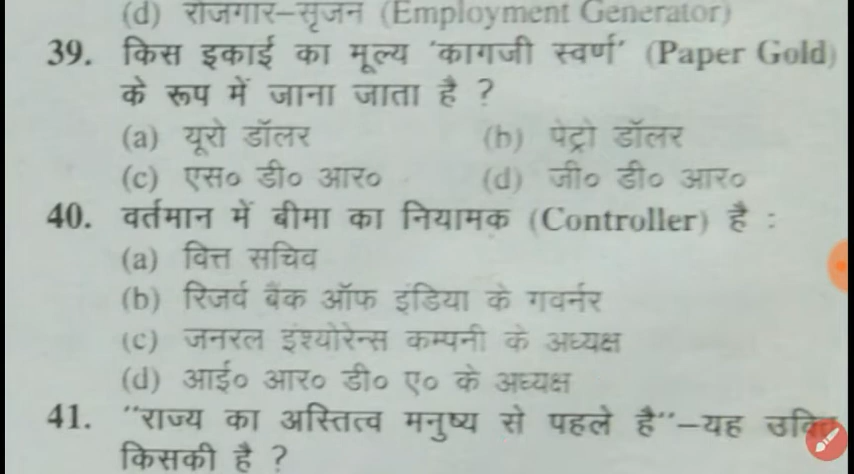 (d) रोजगार–सृजन (Employment Generator)
39. किस इकाई का मूल्य 'कागजी स्वर्ण' (Paper Gold)
के रूप में जाना जाता है ?
(a) यूरो डॉलर (b) पेट्रो डॉलर
(c) एस० डी० आर० (d) जी० डी० आर०
40. वर्तमान में बीमा का नियामक (Controller) है :
(a) वित्त सचिव
(b) रिजर्व बैंक ऑफ इंडिया के गवर्नर
(c) जनरल इंश्योरेन्स कम्पनी के अध्यक्ष
(d) आई० आर० डी० ए० के अध्यक्ष
41. "राज्य का अस्तित्व मनुष्य से पहले है"–यह उक्ति
किसकी है ?